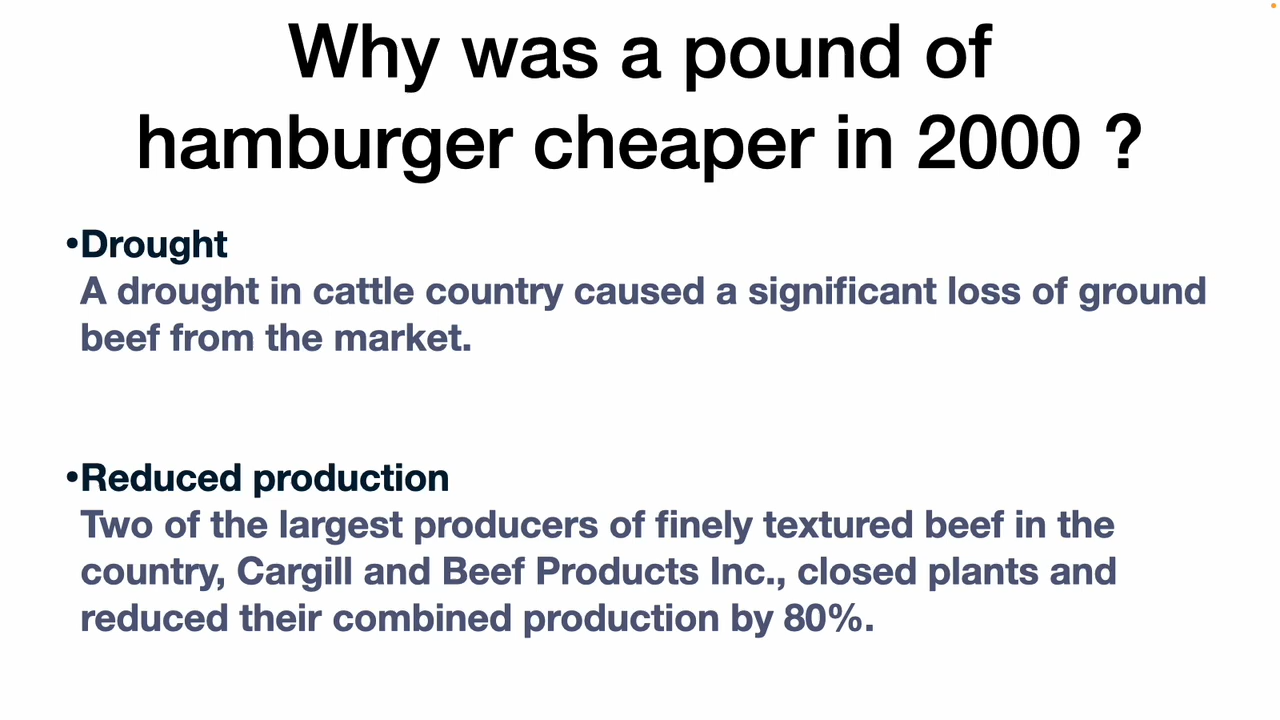 Why was a pound of
hamburger cheaper in 2000 ?
•Drought
A drought in cattle country caused a significant loss of ground
beef from the market.
•Reduced production
Two of the largest producers of finely textured beef in the
country, Cargill and Beef Products Inc., closed plants and
reduced their combined production by 80%.